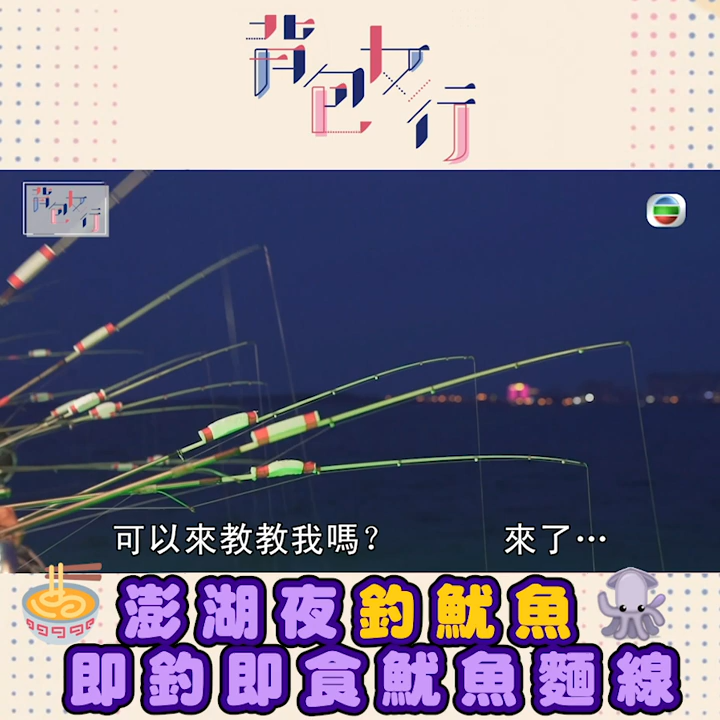 背包女行
背包女行
可以來教教我嗎？ 來了…
澎湖夜釣魷魚
即釣即食魷魚麵線